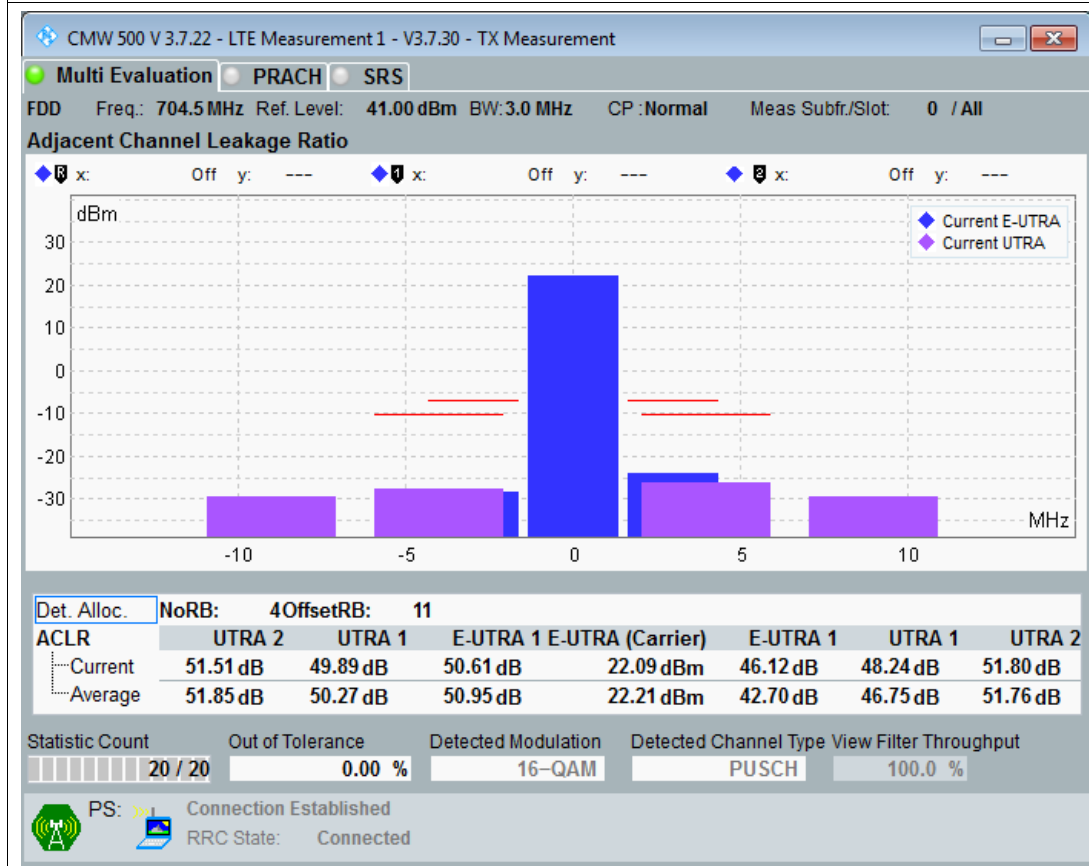 CMW 500 V 3.7.22 - LTE Measurement 1 - V3.7.30 - TX Measurement
Multi Evaluation PRACH SRS
FDD Freq.: 704.5 MHz Ref. Level: 41.00 dBm BW: 3.0 MHz CP : Normal Meas Subfr./Slot: 0 / All
Adjacent Channel Leakage Ratio
R x: Off y: --- 1 x: Off y: --- 2 x: Off y: ---
dBm
Current E-UTRA
Current UTRA
30
20
10
0
-10
-20
-30
MHz
-10 -5 0 5 10
Det. Alloc. NoRB: 4 OffsetRB: 11
ACLR UTRA 2 UTRA 1 E-UTRA 1 E-UTRA (Carrier) E-UTRA 1 UTRA 1 UTRA 2
Current 51.51 dB 49.89 dB 50.61 dB 22.09 dBm 46.12 dB 48.24 dB 51.80 dB
Average 51.85 dB 50.27 dB 50.95 dB 22.21 dBm 42.70 dB 46.75 dB 51.76 dB
Statistic Count Out of Tolerance Detected Modulation Detected Channel Type View Filter Throughput
20 / 20 0.00 % 16-QAM PUSCH 100.0 %
PS: Connection Established
RRC State: Connected